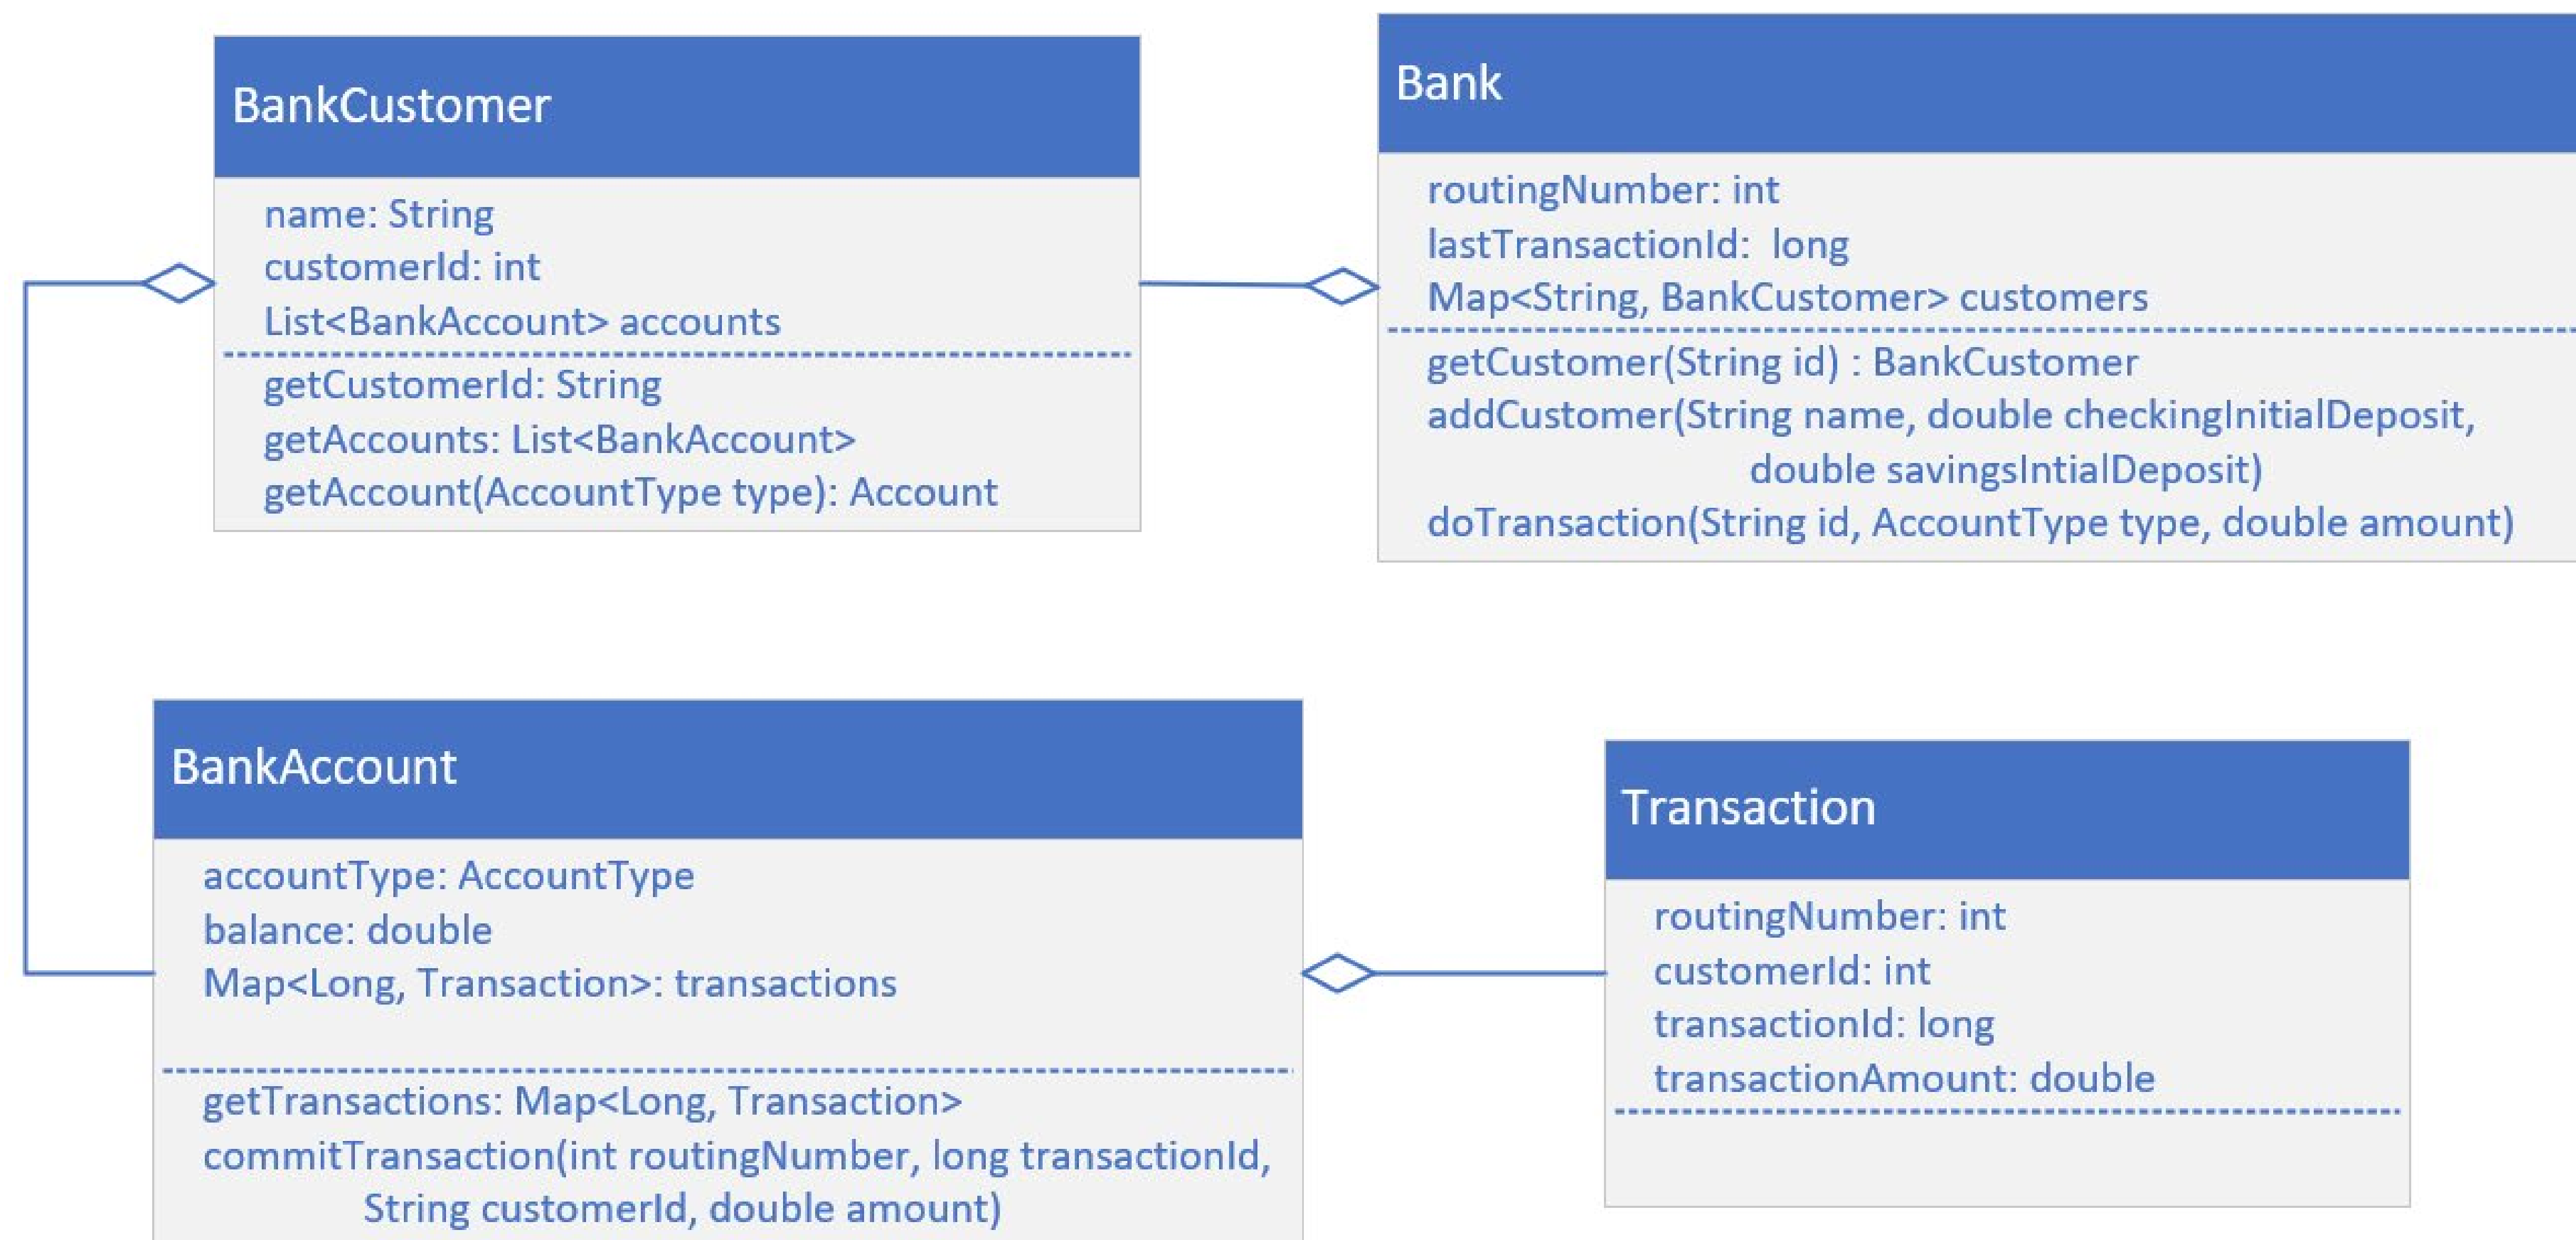 BankCustomer
name: String
customerId: int
List<BankAccount> accounts
getCustomerId: String
getAccounts: List<BankAccount>
getAccount(AccountType type): Account
Bank
routingNumber: int
lastTransactionId:  long
Map<String, BankCustomer> customers
getCustomer(String id) : BankCustomer
addCustomer(String name, double checkingInitialDeposit,
double savingsIntialDeposit)
doTransaction(String id, AccountType type, double amount)
BankAccount
accountType: AccountType
balance: double
Map<Long, Transaction>: transactions
getTransactions: Map<Long, Transaction>
commitTransaction(int routingNumber, long transactionId,
String customerId, double amount)
Transaction
routingNumber: int
customerId: int
transactionId: long
transactionAmount: double